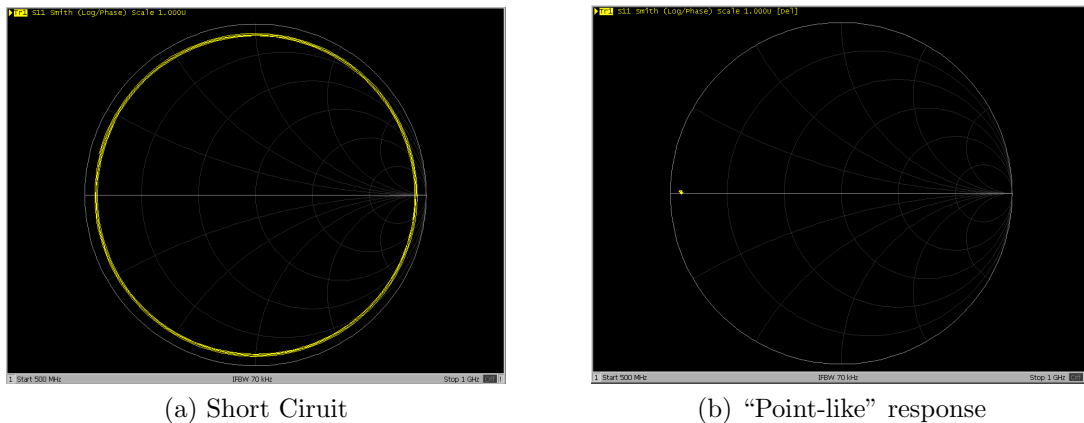 Tr1 S11 Smith (Log/Phase) Scale 1.000U
1 Start 500 MHz IFBW 70 kHz Stop 1 GHz Off !
(a) Short Ciruit
Tr1 S11 Smith (Log/Phase) Scale 1.000U [Del]
1 Start 500 MHz IFBW 70 kHz Stop 1 GHz
(b) “Point-like” response